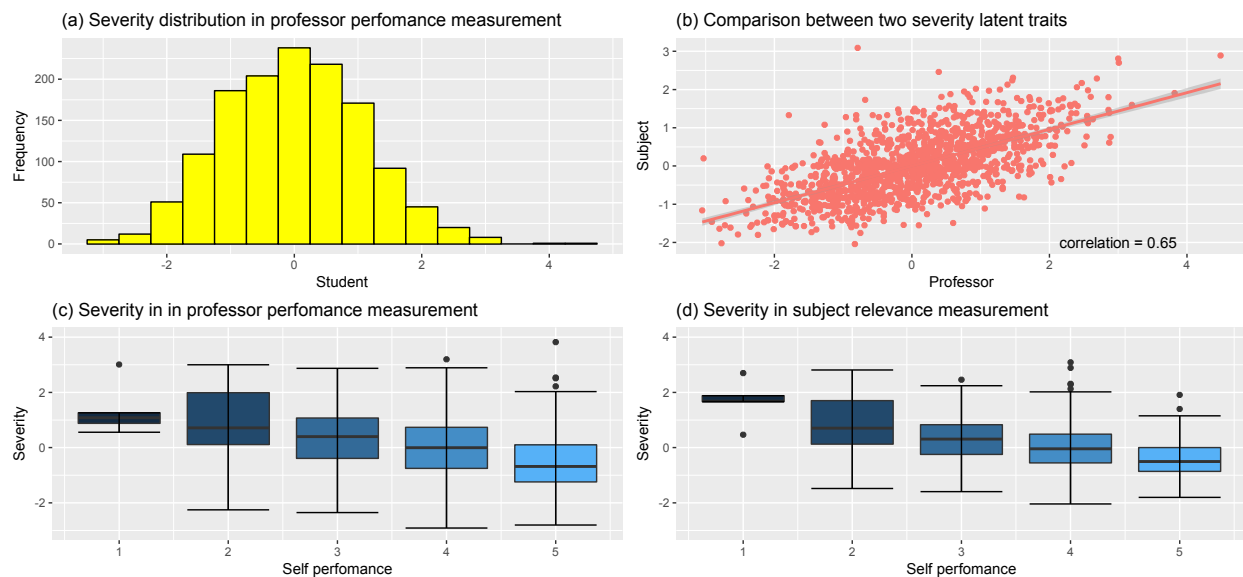 (a) Severity distribution in professor perfomance measurement
200
150
100
50
0
Frequency
-2
0
2
4
Student
(b) Comparison between two severity latent traits
3
2
1
0
-1
-2
Subject
correlation = 0.65
-2
0
2
4
Professor
(c) Severity in in professor perfomance measurement
4
2
0
-2
Severity
1
2
3
4
5
Self perfomance
(d) Severity in subject relevance measurement
4
2
0
-2
Severity
1
2
3
4
5
Self perfomance